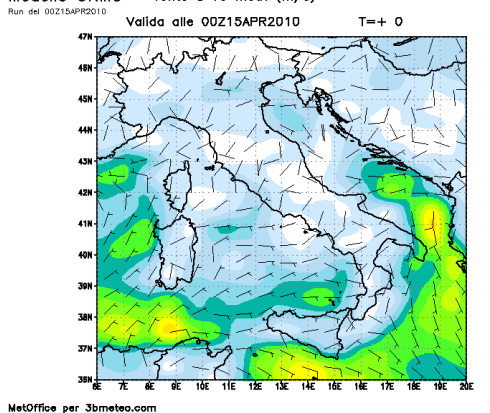 Run del 00Z15APR2010
Valida alle 00Z15APR2010 T=+ 0
47N
46N
45N
44N
43N
42N
41N
40N
39N
38N
37N
36N
6E 7E 8E 9E 10E 11E 12E 13E 14E 15E 16E 17E 18E 19E 20E
MetOffice per 3bmeteo.com